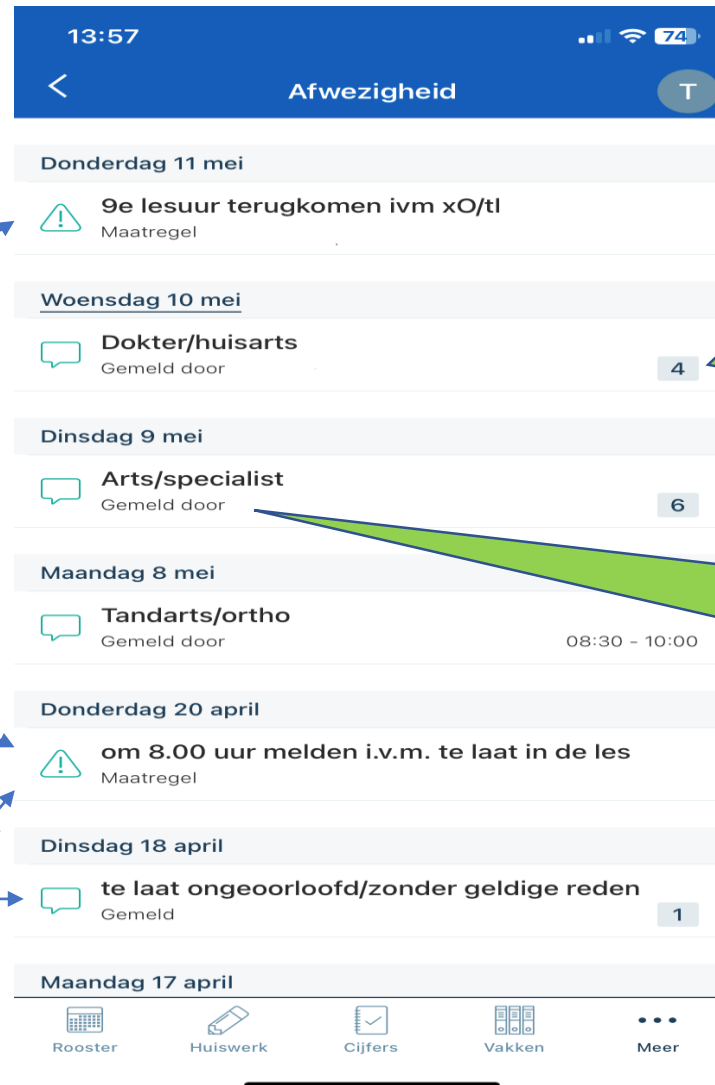 13:57
74
Afwezigheid
T
Donderdag 11 mei
9e lesuur terugkomen ivm xO/tl
Maatregel
Woensdag 10 mei
Dokter/huisarts
Gemeld door
4
Dinsdag 9 mei
Arts/specialist
Gemeld door
6
Maandag 8 mei
Tandarts/ortho
Gemeld door
08:30 - 10:00
Donderdag 20 april
om 8.00 uur melden i.v.m. te laat in de les
Maatregel
Dinsdag 18 april
te laat ongeoorloofd/zonder geldige reden
Gemeld
1
Maandag 17 april
Rooster
Huiswerk
Cijfers
Vakken
Meer